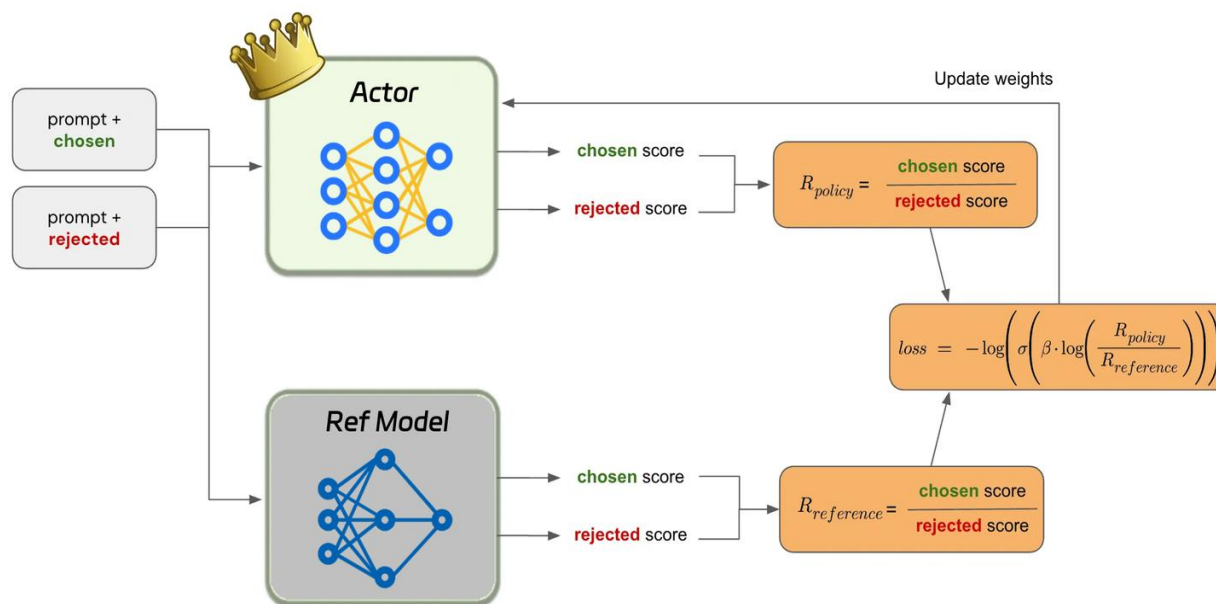 Update weights
Actor
prompt +
chosen
prompt +
rejected
chosen score
rejected score
R_policy = chosen score / rejected score
loss = −log(σ(β·log(R_policy / R_reference)))
Ref Model
chosen score
rejected score
R_reference = chosen score / rejected score